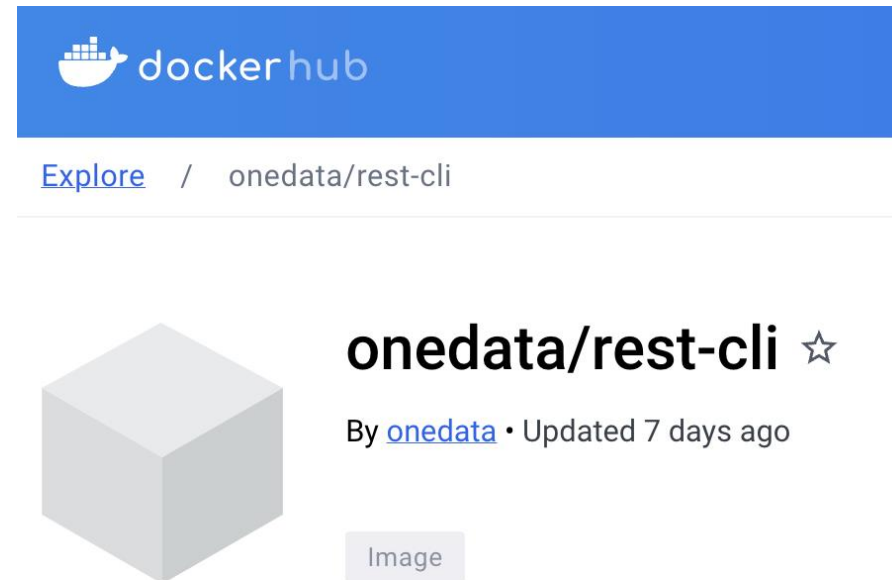 dockerhub
Explore / onedata/rest-cli
onedata/rest-cli
By onedata • Updated 7 days ago
Image